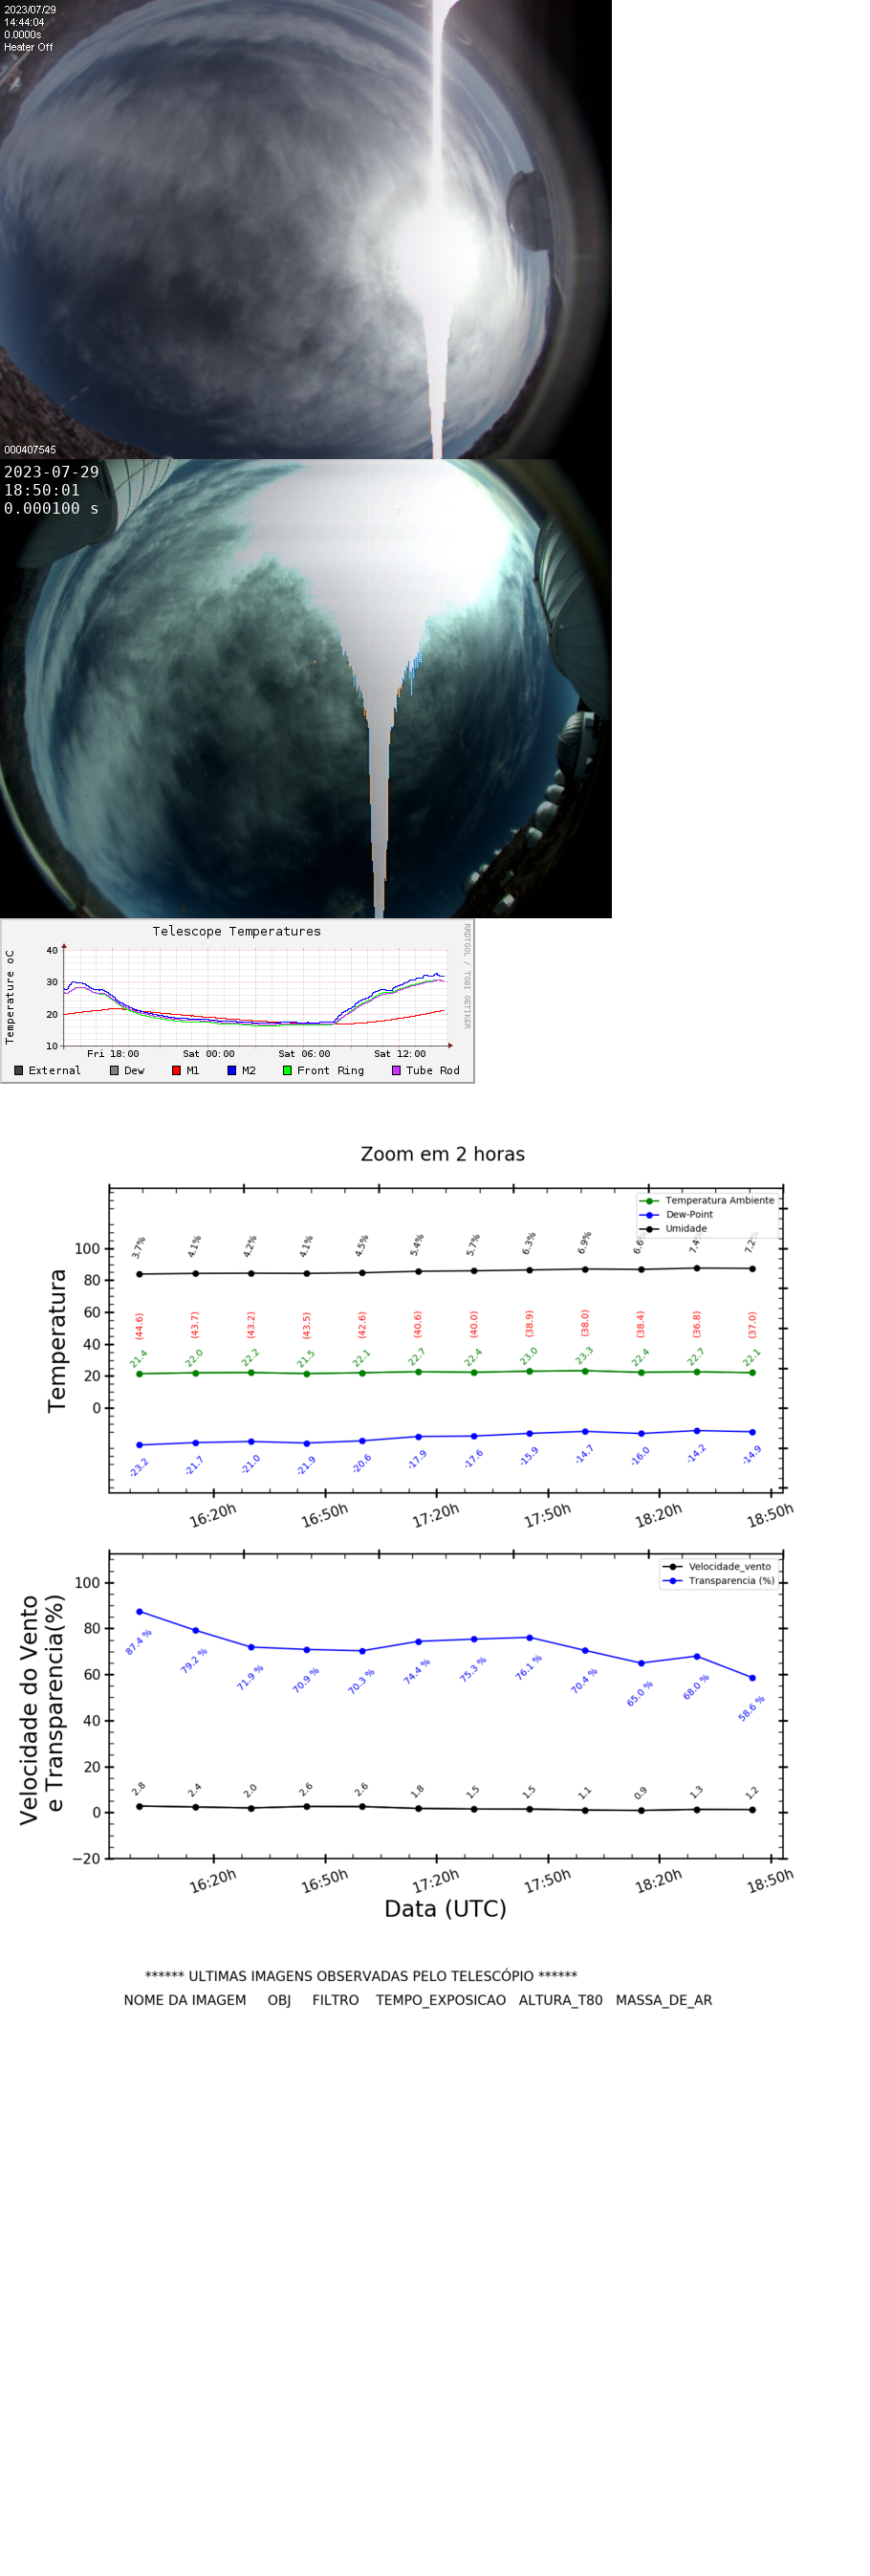 2023/07/29
14:44:04
0.0000s
Heater Off
000407545
2023-07-29
18:50:01
0.000100 s
Telescope Temperatures
RRDTOOL / TOBI OETIKER
Temperature oC
40
30
20
10
Fri 18:00 Sat 00:00 Sat 06:00 Sat 12:00
External Dew M1 M2 Front Ring Tube Rod
Zoom em 2 horas
Temperatura Ambiente
Dew-Point
Umidade
Temperatura
100
80
60
40
20
0
3.7% 4.1% 4.2% 4.1% 4.5% 5.4% 5.7% 6.3% 6.9% 6.6 7.4 7.2
(44.6) (43.7) (43.2) (43.5) (42.6) (40.6) (40.0) (38.9) (38.0) (38.4) (36.8) (37.0)
21.4 22.0 22.2 21.5 22.1 22.7 22.4 23.0 23.3 22.4 22.7 22.1
-23.2 -21.7 -21.0 -21.9 -20.6 -17.9 -17.6 -15.9 -14.7 -16.0 -14.2 -14.9
16:20h 16:50h 17:20h 17:50h 18:20h 18:50h
Velocidade_vento
Transparencia (%)
Velocidade do Vento
e Transparencia(%)
100
80
60
40
20
0
−20
87.4 % 79.2 % 71.9 % 70.9 % 70.3 % 74.4 % 75.3 % 76.1 % 70.4 % 65.0 % 68.0 % 58.6 %
2.8 2.4 2.0 2.6 2.6 1.8 1.5 1.5 1.1 0.9 1.3 1.2
16:20h 16:50h 17:20h 17:50h 18:20h 18:50h
Data (UTC)
****** ULTIMAS IMAGENS OBSERVADAS PELO TELESCÓPIO ******
NOME DA IMAGEM OBJ FILTRO TEMPO_EXPOSICAO ALTURA_T80 MASSA_DE_AR